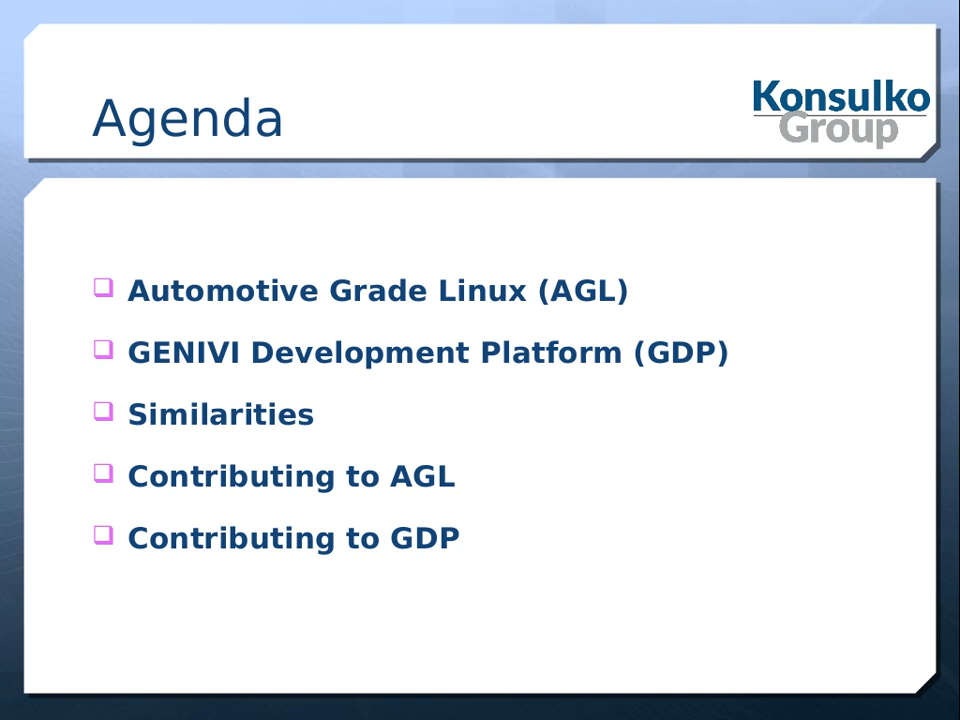 Agenda
Konsulko
Group
Automotive Grade Linux (AGL)
GENIVI Development Platform (GDP)
Similarities
Contributing to AGL
Contributing to GDP